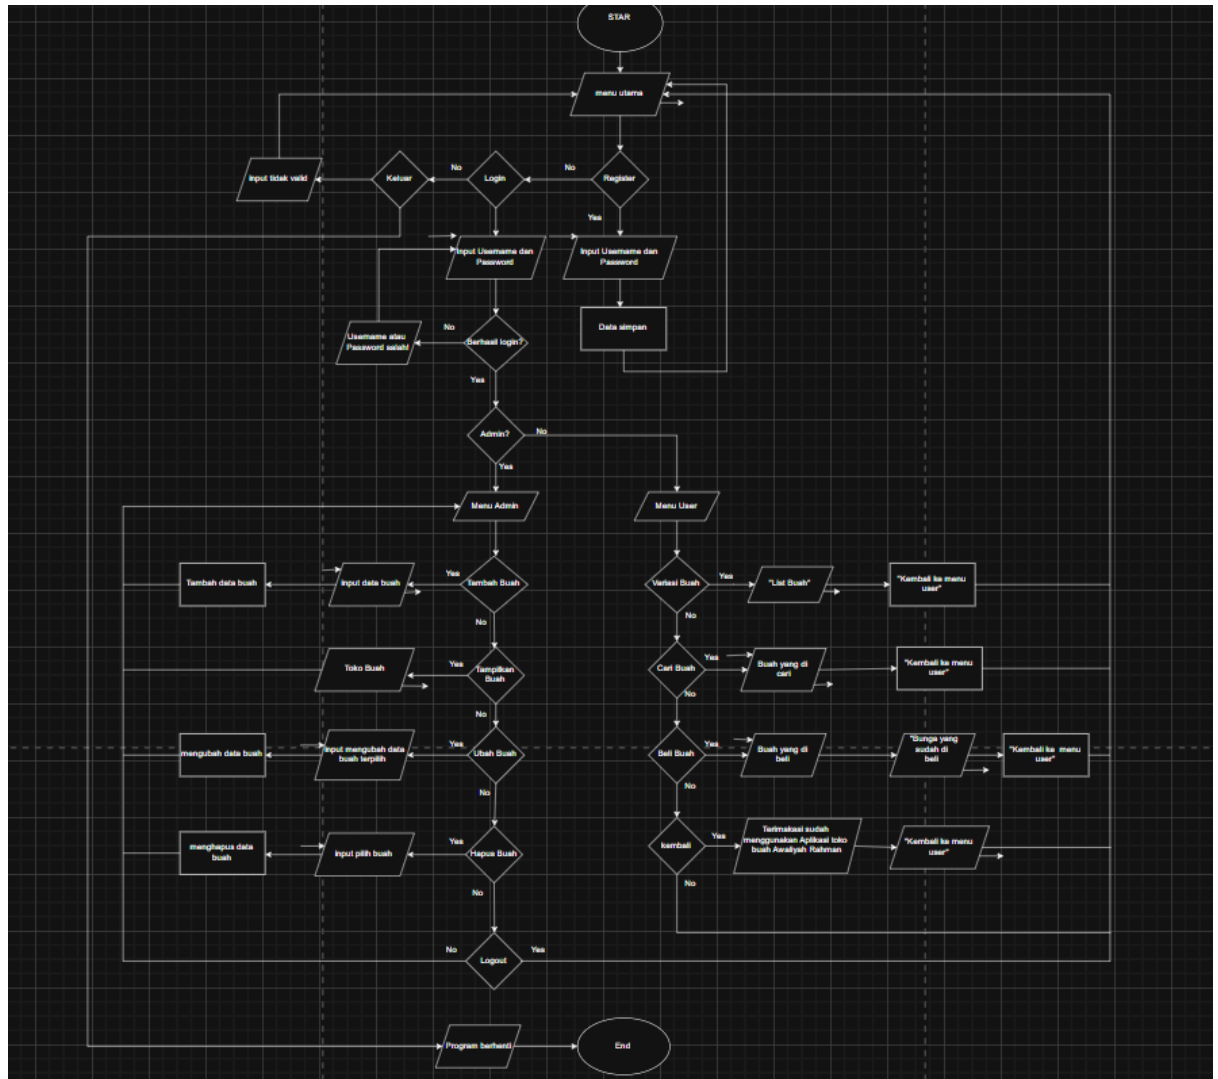 STAR
menu utama
Input tidak valid
Keluar
No
Login
No
Register
Yes
Input Username dan
Password
Input Username dan
Password
Username atau
Password salah!
No
Berhasil login?
Data simpan
Yes
Admin?
No
Yes
Menu Admin
Menu User
Tambah data buah
Input data buah
Yes
Tambah Buah
Variasi Buah
Yes
"List Buah"
"Kembali ke menu
user"
No
No
Toko Buah
Yes
Tampilkan
Buah
Cari Buah
Yes
Buah yang di
cari
"Kembali ke menu
user"
No
No
mengubah data buah
Input mengubah data
buah terpilih
Yes
Ubah Buah
Beli Buah
Yes
Buah yang di
beli
"Bunga yang
sudah di
beli
"Kembali ke menu
user"
No
No
menghapus data
buah
input pilih buah
Yes
Hapus Buah
kembali
Yes
Terimakasi sudah
menggunakan Aplikasi toko
buah Awaliyah Rahman
"Kembali ke menu
user"
No
No
No
Logout
Yes
Program berhenti
End